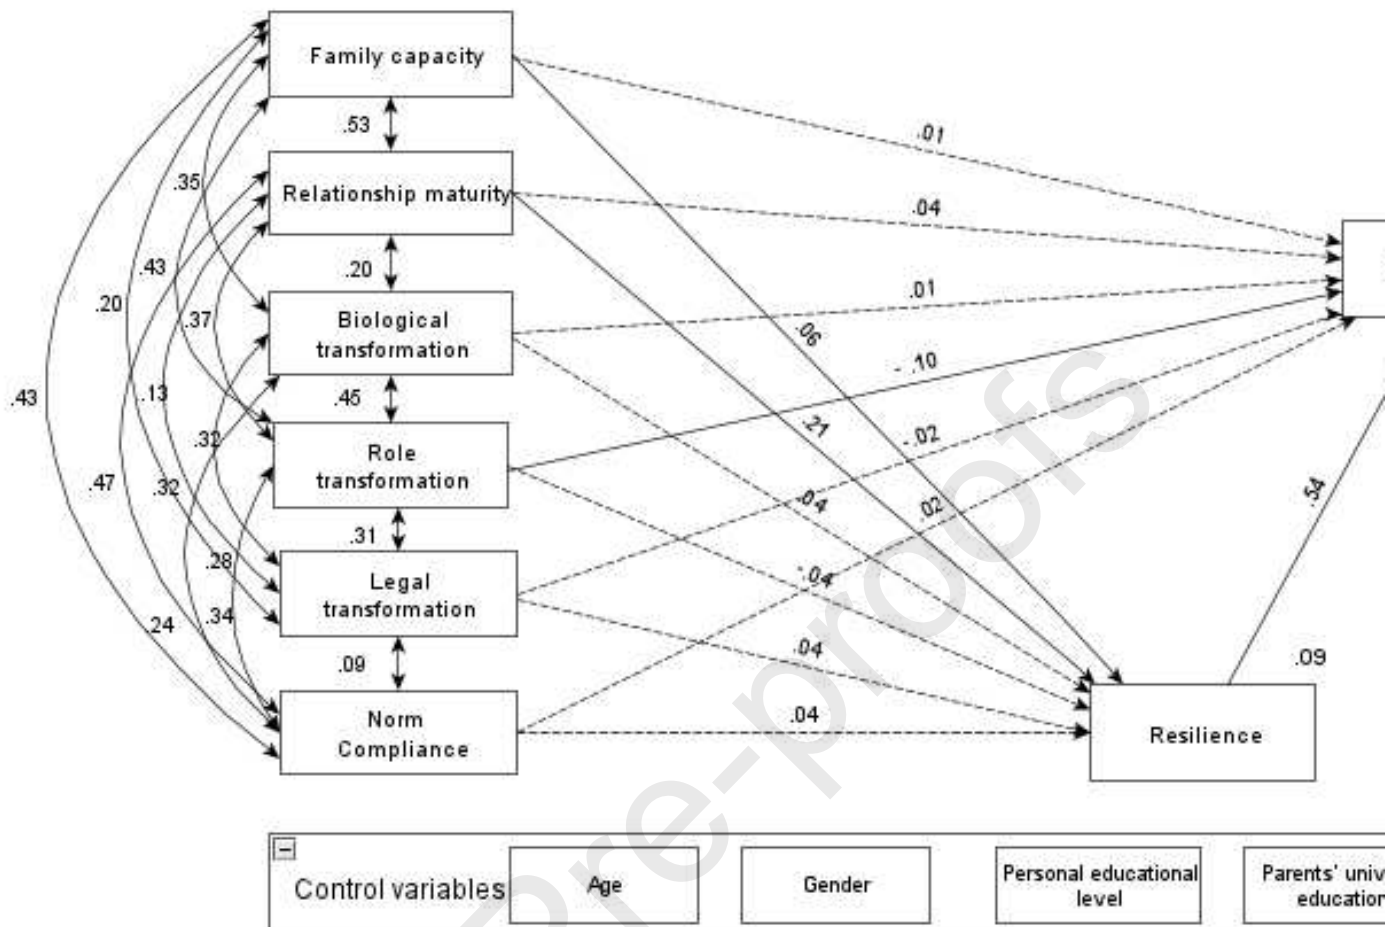 Family capacity
.01
.53
.35
Relationship maturity
.04
.43
.20
.20
.01
.37
Biological
transformation
.06
- .10
.43
.13
.45
.21
-.02
.32
Role
transformation
.47
.32
.04
.02
.54
.31
.28
-.04
Legal
transformation
.34
.24
.04
.09
.09
Norm
Compliance
.04
Resilience
Pre-proofs
Control variables
Age
Gender
Personal educational
level
Parents' univ
education